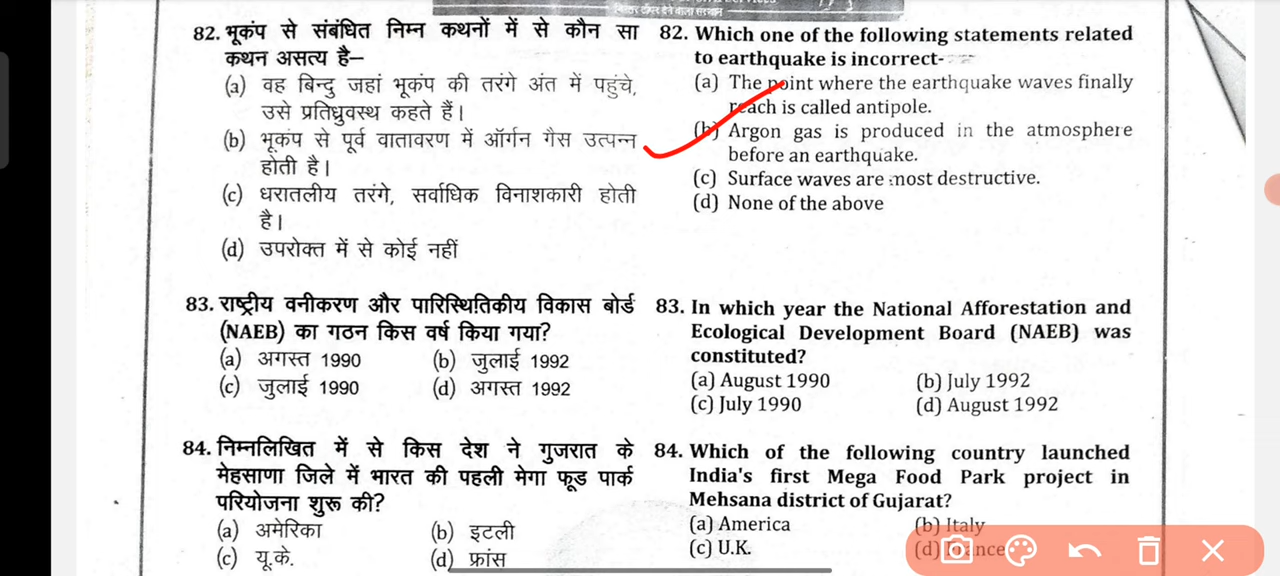 82. भूकंप से संबंधित निम्न कथनों में से कौन सा
कथन असत्य है–
(a) वह बिन्दु जहां भूकंप की तरंगे अंत में पहुंचे,
उसे प्रतिध्रुवस्थ कहते हैं।
(b) भूकंप से पूर्व वातावरण में ऑर्गन गैस उत्पन्न
होती है।
(c) धरातलीय तरंगे, सर्वाधिक विनाशकारी होती
है।
(d) उपरोक्त में से कोई नहीं
83. राष्ट्रीय वनीकरण और पारिस्थितिकीय विकास बोर्ड
(NAEB) का गठन किस वर्ष किया गया?
(a) अगस्त 1990 (b) जुलाई 1992
(c) जुलाई 1990 (d) अगस्त 1992
84. निम्नलिखित में से किस देश ने गुजरात के
मेहसाणा जिले में भारत की पहली मेगा फूड पार्क
परियोजना शुरू की?
(a) अमेरिका (b) इटली
(c) यू.के. (d) फ्रांस
82. Which one of the following statements related
to earthquake is incorrect-
(a) The point where the earthquake waves finally
reach is called antipole.
(b) Argon gas is produced in the atmosphere
before an earthquake.
(c) Surface waves are most destructive.
(d) None of the above
83. In which year the National Afforestation and
Ecological Development Board (NAEB) was
constituted?
(a) August 1990 (b) July 1992
(c) July 1990 (d) August 1992
84. Which of the following country launched
India's first Mega Food Park project in
Mehsana district of Gujarat?
(a) America (b) Italy
(c) U.K. (d) France